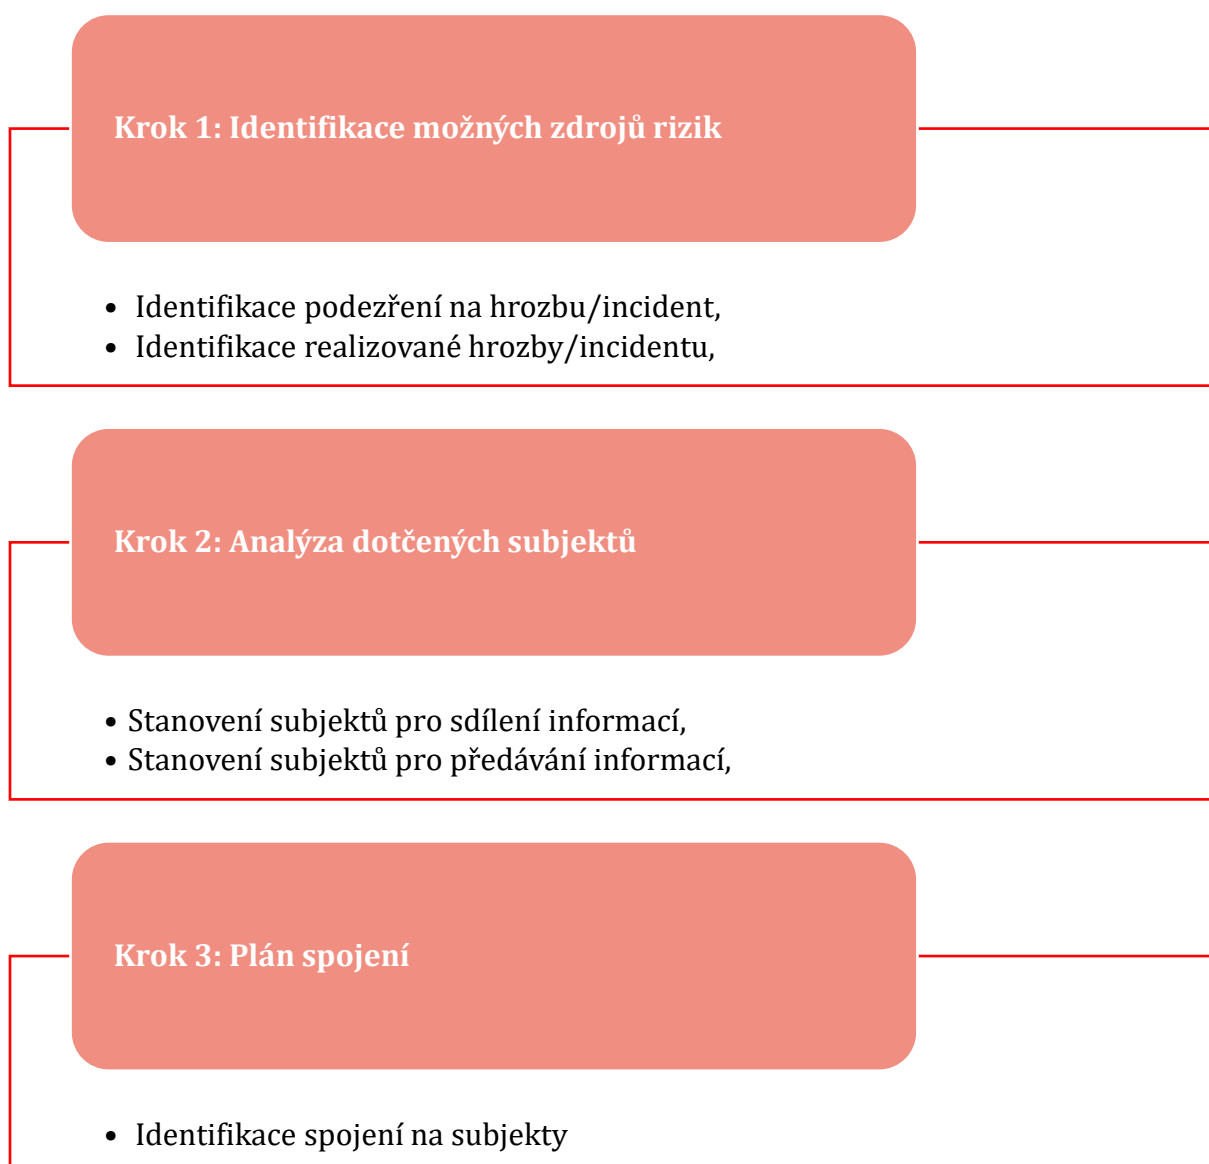 Krok 1: Identifikace možných zdrojů rizik
• Identifikace podezření na hrozbu/incident,
• Identifikace realizované hrozby/incidentu,
Krok 2: Analýza dotčených subjektů
• Stanovení subjektů pro sdílení informací,
• Stanovení subjektů pro předávání informací,
Krok 3: Plán spojení
• Identifikace spojení na subjekty